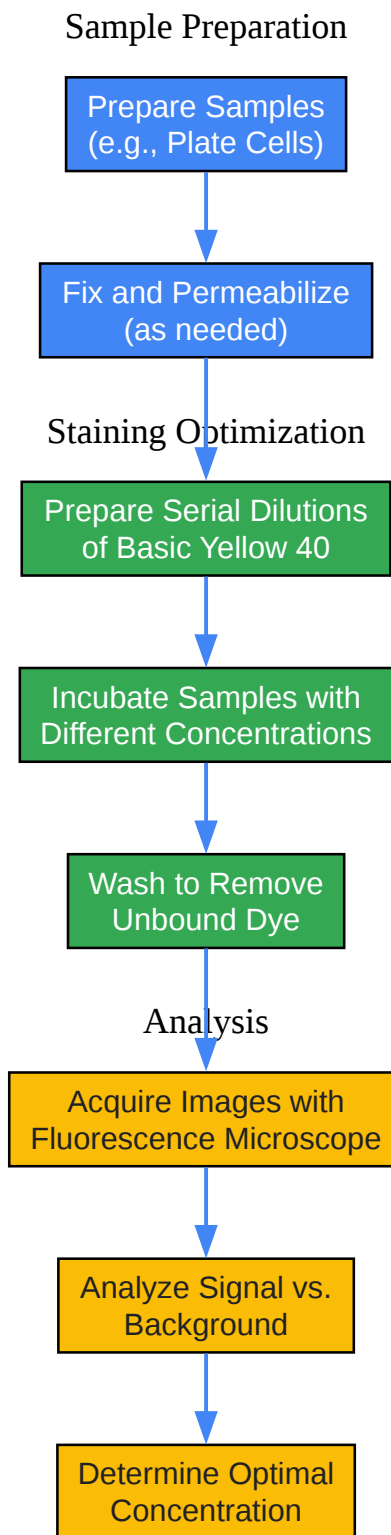 Sample Preparation
Prepare Samples
(e.g., Plate Cells)
Fix and Permeabilize
(as needed)
Staining Optimization
Prepare Serial Dilutions
of Basic Yellow 40
Incubate Samples with
Different Concentrations
Wash to Remove
Unbound Dye
Analysis
Acquire Images with
Fluorescence Microscope
Analyze Signal vs.
Background
Determine Optimal
Concentration